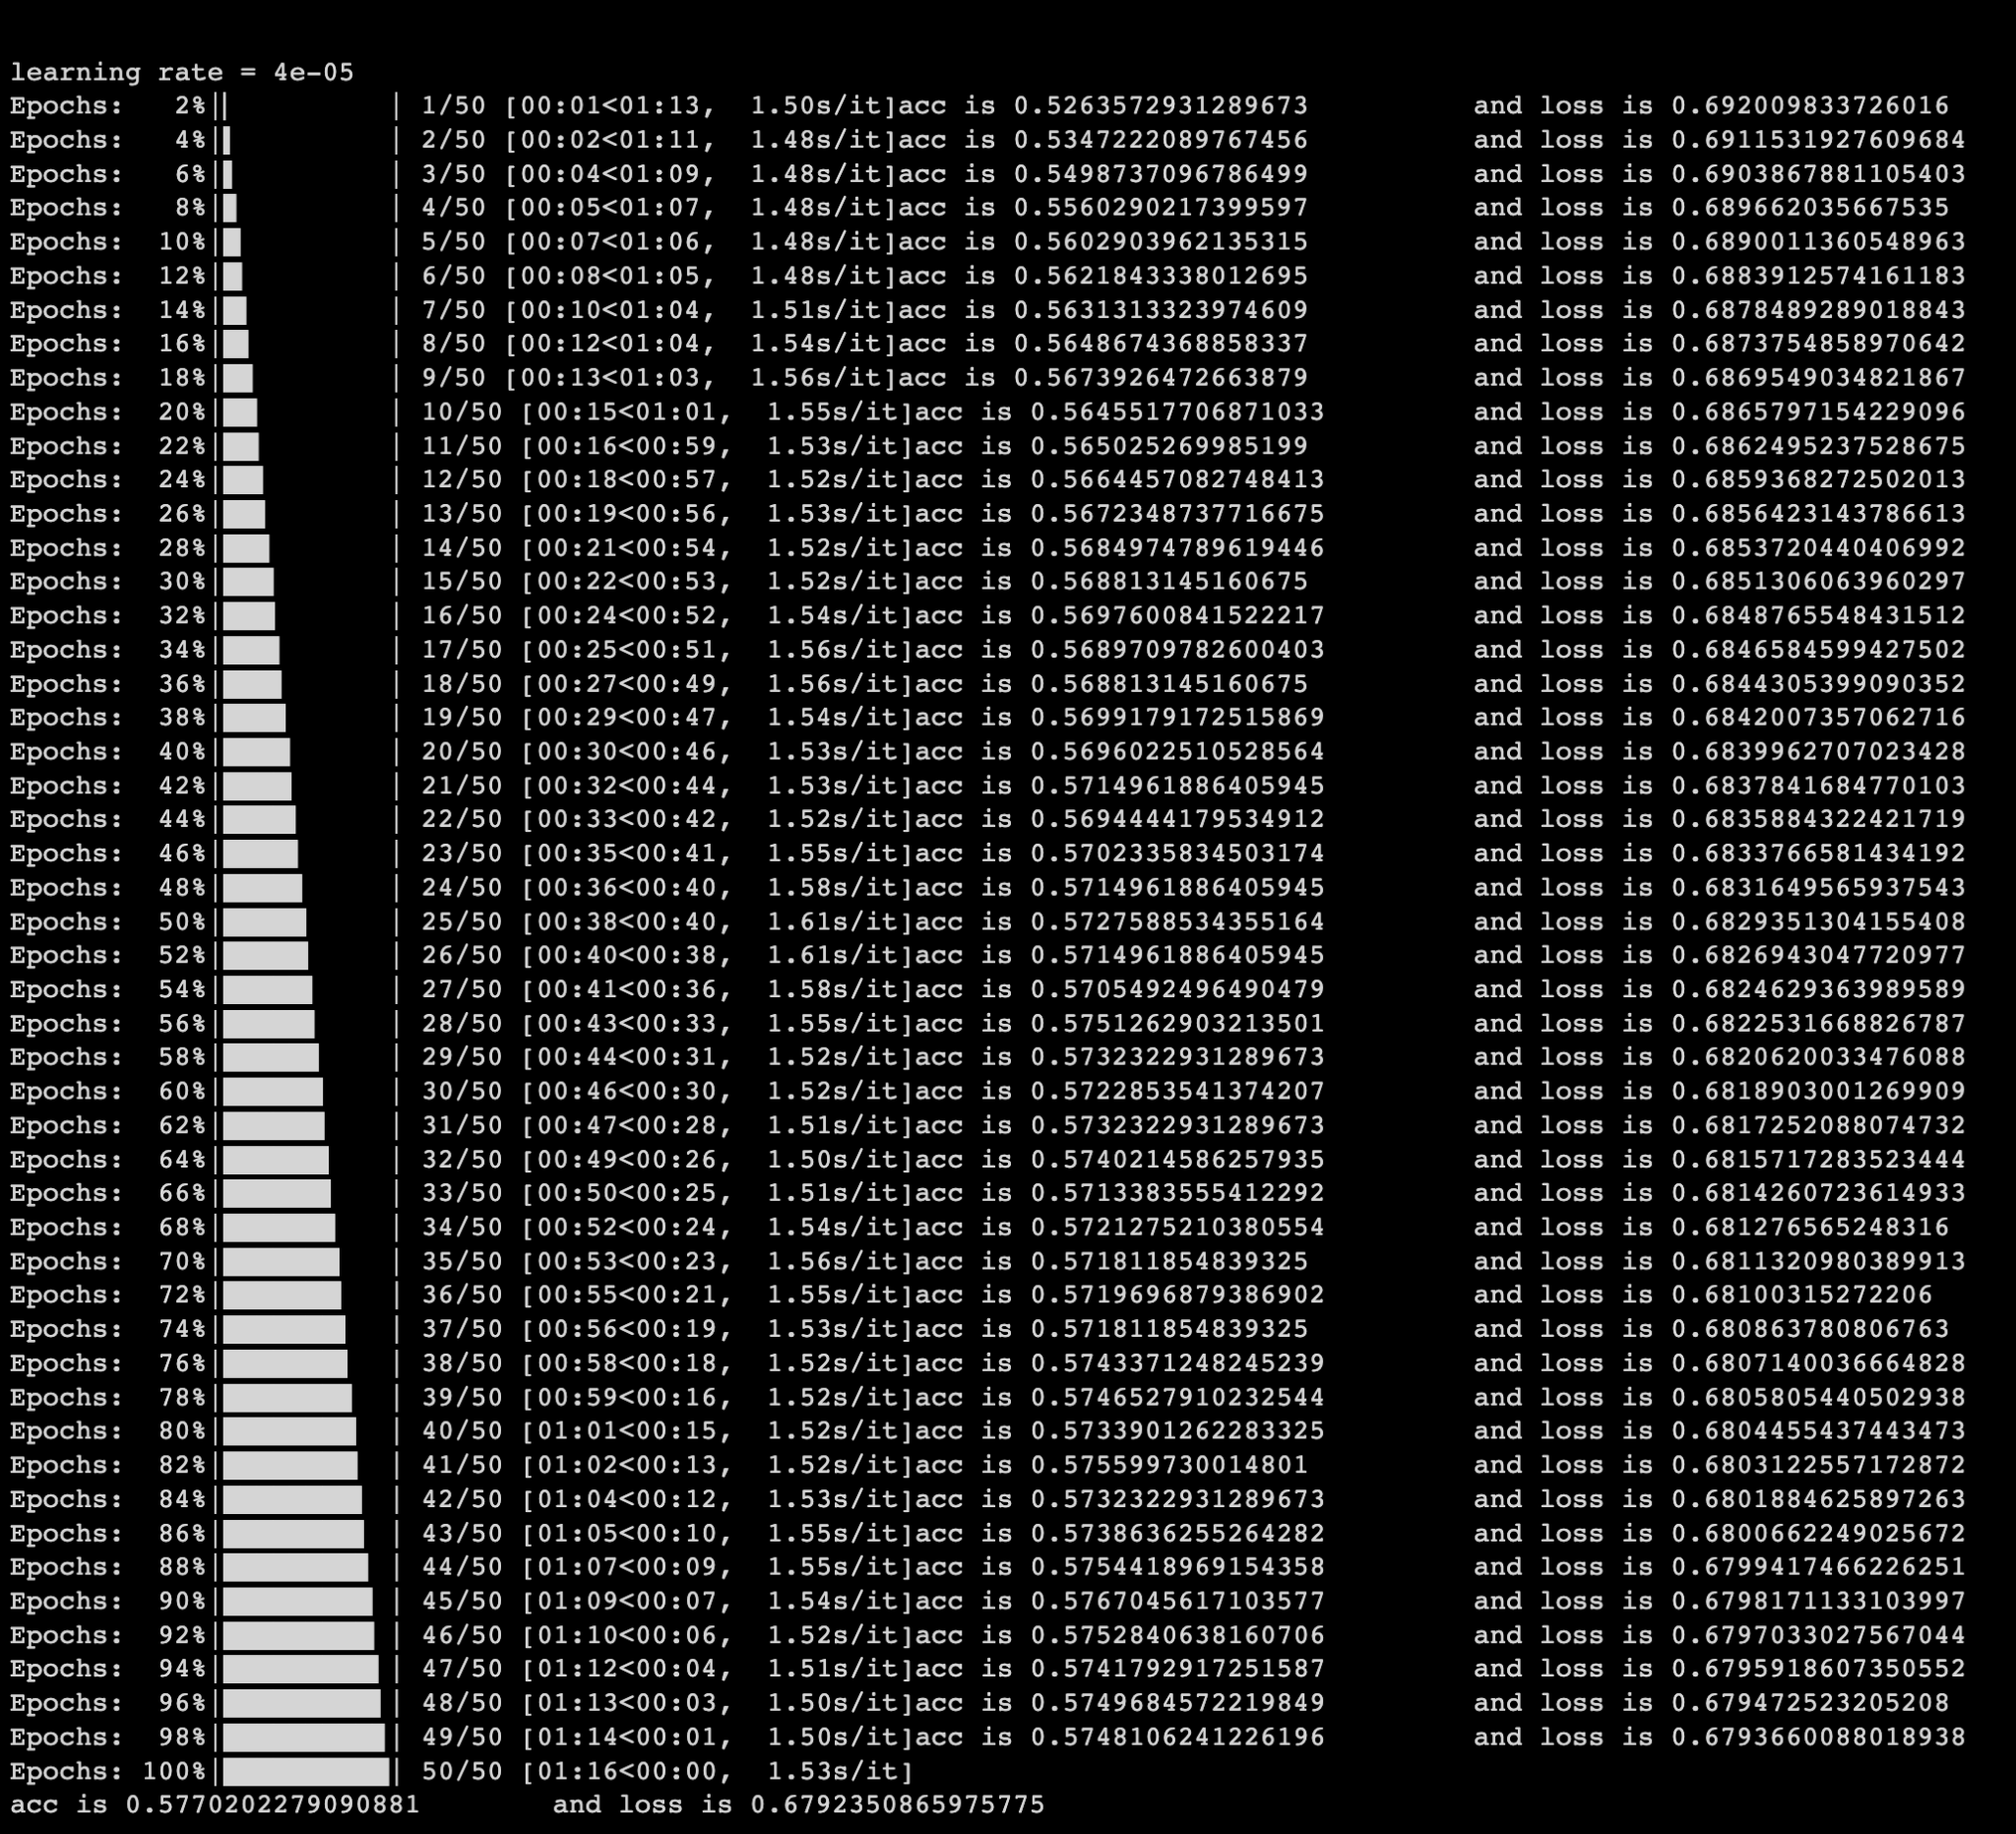 learning rate = 4e-05
Epochs:   2%|| 1/50 [00:01<01:13,  1.50s/it]acc is 0.5263572931289673 and loss is 0.692009833726016
Epochs:   4%|| 2/50 [00:02<01:11,  1.48s/it]acc is 0.5347222089767456 and loss is 0.6911531927609684
Epochs:   6%|| 3/50 [00:04<01:09,  1.48s/it]acc is 0.5498737096786499 and loss is 0.6903867881105403
Epochs:   8%|| 4/50 [00:05<01:07,  1.48s/it]acc is 0.5560290217399597 and loss is 0.689662035667535
Epochs:  10%|| 5/50 [00:07<01:06,  1.48s/it]acc is 0.5602903962135315 and loss is 0.6890011360548963
Epochs:  12%|| 6/50 [00:08<01:05,  1.48s/it]acc is 0.5621843338012695 and loss is 0.6883912574161183
Epochs:  14%|| 7/50 [00:10<01:04,  1.51s/it]acc is 0.5631313323974609 and loss is 0.6878489289018843
Epochs:  16%|| 8/50 [00:12<01:04,  1.54s/it]acc is 0.5648674368858337 and loss is 0.6873754858970642
Epochs:  18%|| 9/50 [00:13<01:03,  1.56s/it]acc is 0.5673926472663879 and loss is 0.6869549034821867
Epochs:  20%|| 10/50 [00:15<01:01,  1.55s/it]acc is 0.5645517706871033 and loss is 0.6865797154229096
Epochs:  22%|| 11/50 [00:16<00:59,  1.53s/it]acc is 0.565025269985199 and loss is 0.6862495237528675
Epochs:  24%|| 12/50 [00:18<00:57,  1.52s/it]acc is 0.5664457082748413 and loss is 0.6859368272502013
Epochs:  26%|| 13/50 [00:19<00:56,  1.53s/it]acc is 0.5672348737716675 and loss is 0.6856423143786613
Epochs:  28%|| 14/50 [00:21<00:54,  1.52s/it]acc is 0.5684974789619446 and loss is 0.6853720440406992
Epochs:  30%|| 15/50 [00:22<00:53,  1.52s/it]acc is 0.568813145160675 and loss is 0.6851306063960297
Epochs:  32%|| 16/50 [00:24<00:52,  1.54s/it]acc is 0.5697600841522217 and loss is 0.6848765548431512
Epochs:  34%|| 17/50 [00:25<00:51,  1.56s/it]acc is 0.5689709782600403 and loss is 0.6846584599427502
Epochs:  36%|| 18/50 [00:27<00:49,  1.56s/it]acc is 0.568813145160675 and loss is 0.6844305399090352
Epochs:  38%|| 19/50 [00:29<00:47,  1.54s/it]acc is 0.5699179172515869 and loss is 0.6842007357062716
Epochs:  40%|| 20/50 [00:30<00:46,  1.53s/it]acc is 0.5696022510528564 and loss is 0.6839962707023428
Epochs:  42%|| 21/50 [00:32<00:44,  1.53s/it]acc is 0.5714961886405945 and loss is 0.6837841684770103
Epochs:  44%|| 22/50 [00:33<00:42,  1.52s/it]acc is 0.5694444179534912 and loss is 0.6835884322421719
Epochs:  46%|| 23/50 [00:35<00:41,  1.55s/it]acc is 0.5702335834503174 and loss is 0.6833766581434192
Epochs:  48%|| 24/50 [00:36<00:40,  1.58s/it]acc is 0.5714961886405945 and loss is 0.6831649565937543
Epochs:  50%|| 25/50 [00:38<00:40,  1.61s/it]acc is 0.5727588534355164 and loss is 0.6829351304155408
Epochs:  52%|| 26/50 [00:40<00:38,  1.61s/it]acc is 0.5714961886405945 and loss is 0.6826943047720977
Epochs:  54%|| 27/50 [00:41<00:36,  1.58s/it]acc is 0.5705492496490479 and loss is 0.6824629363989589
Epochs:  56%|| 28/50 [00:43<00:33,  1.55s/it]acc is 0.5751262903213501 and loss is 0.6822531668826787
Epochs:  58%|| 29/50 [00:44<00:31,  1.52s/it]acc is 0.5732322931289673 and loss is 0.6820620033476088
Epochs:  60%|| 30/50 [00:46<00:30,  1.52s/it]acc is 0.5722853541374207 and loss is 0.6818903001269909
Epochs:  62%|| 31/50 [00:47<00:28,  1.51s/it]acc is 0.5732322931289673 and loss is 0.6817252088074732
Epochs:  64%|| 32/50 [00:49<00:26,  1.50s/it]acc is 0.5740214586257935 and loss is 0.6815717283523444
Epochs:  66%|| 33/50 [00:50<00:25,  1.51s/it]acc is 0.5713383555412292 and loss is 0.6814260723614933
Epochs:  68%|| 34/50 [00:52<00:24,  1.54s/it]acc is 0.5721275210380554 and loss is 0.681276565248316
Epochs:  70%|| 35/50 [00:53<00:23,  1.56s/it]acc is 0.571811854839325 and loss is 0.6811320980389913
Epochs:  72%|| 36/50 [00:55<00:21,  1.55s/it]acc is 0.5719696879386902 and loss is 0.68100315272206
Epochs:  74%|| 37/50 [00:56<00:19,  1.53s/it]acc is 0.571811854839325 and loss is 0.680863780806763
Epochs:  76%|| 38/50 [00:58<00:18,  1.52s/it]acc is 0.5743371248245239 and loss is 0.6807140036664828
Epochs:  78%|| 39/50 [00:59<00:16,  1.52s/it]acc is 0.5746527910232544 and loss is 0.6805805440502938
Epochs:  80%|| 40/50 [01:01<00:15,  1.52s/it]acc is 0.5733901262283325 and loss is 0.6804455437443473
Epochs:  82%|| 41/50 [01:02<00:13,  1.52s/it]acc is 0.575599730014801 and loss is 0.6803122557172872
Epochs:  84%|| 42/50 [01:04<00:12,  1.53s/it]acc is 0.5732322931289673 and loss is 0.6801884625897263
Epochs:  86%|| 43/50 [01:05<00:10,  1.55s/it]acc is 0.5738636255264282 and loss is 0.6800662249025672
Epochs:  88%|| 44/50 [01:07<00:09,  1.55s/it]acc is 0.5754418969154358 and loss is 0.6799417466226251
Epochs:  90%|| 45/50 [01:09<00:07,  1.54s/it]acc is 0.5767045617103577 and loss is 0.6798171133103997
Epochs:  92%|| 46/50 [01:10<00:06,  1.52s/it]acc is 0.5752840638160706 and loss is 0.6797033027567044
Epochs:  94%|| 47/50 [01:12<00:04,  1.51s/it]acc is 0.5741792917251587 and loss is 0.6795918607350552
Epochs:  96%|| 48/50 [01:13<00:03,  1.50s/it]acc is 0.5749684572219849 and loss is 0.679472523205208
Epochs:  98%|| 49/50 [01:14<00:01,  1.50s/it]acc is 0.5748106241226196 and loss is 0.6793660088018938
Epochs: 100%|| 50/50 [01:16<00:00,  1.53s/it]
acc is 0.5770202279090881 and loss is 0.6792350865975775